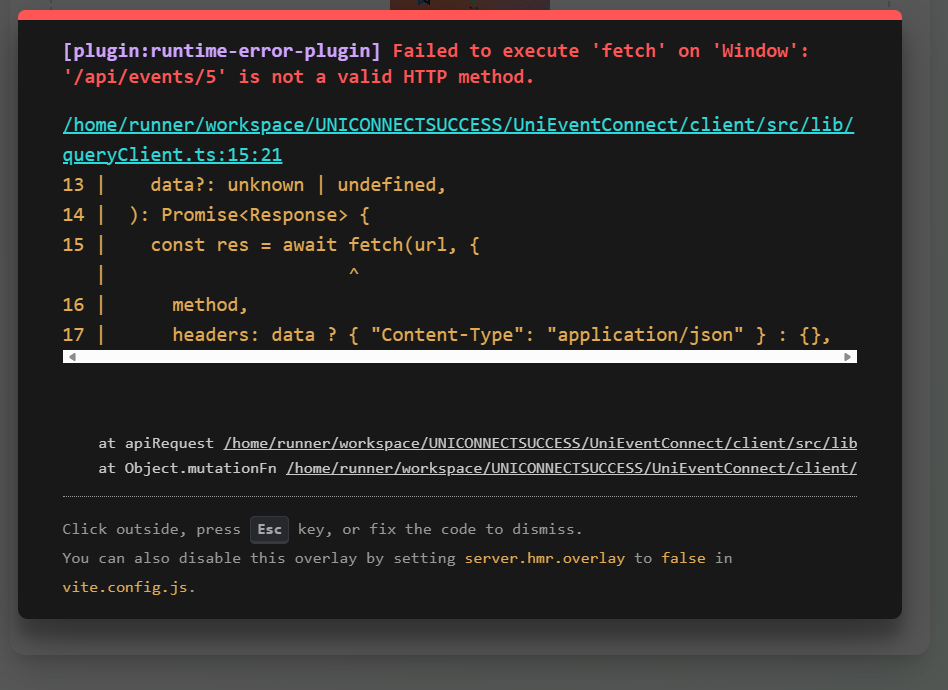 [plugin:runtime-error-plugin] Failed to execute 'fetch' on 'Window':
'/api/events/5' is not a valid HTTP method.
/home/runner/workspace/UNICONNECTSUCCESS/UniEventConnect/client/src/lib/
queryClient.ts:15:21
13 |    data?: unknown | undefined,
14 |  ): Promise<Response> {
15 |    const res = await fetch(url, {
   |                      ^
16 |      method,
17 |      headers: data ? { "Content-Type": "application/json" } : {},
at apiRequest /home/runner/workspace/UNICONNECTSUCCESS/UniEventConnect/client/src/lib
at Object.mutationFn /home/runner/workspace/UNICONNECTSUCCESS/UniEventConnect/client/
Click outside, press Esc key, or fix the code to dismiss.
You can also disable this overlay by setting server.hmr.overlay to false in
vite.config.js.